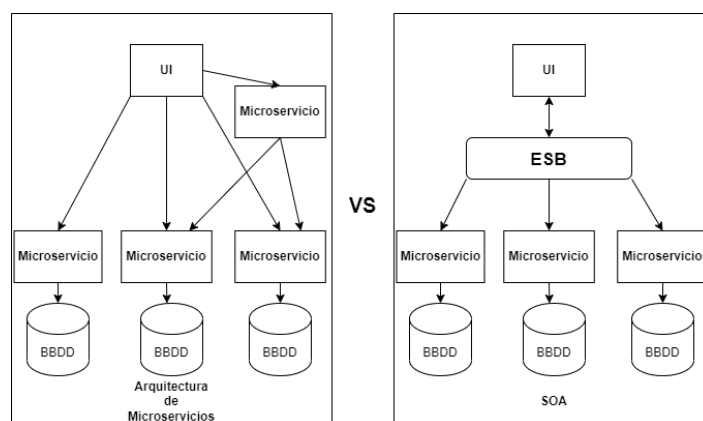 UI
Microservicio
Microservicio
Microservicio
Microservicio
BBDD
BBDD
BBDD
Arquitectura
de
Microservicios
VS
UI
ESB
Microservicio
Microservicio
Microservicio
BBDD
BBDD
BBDD
SOA